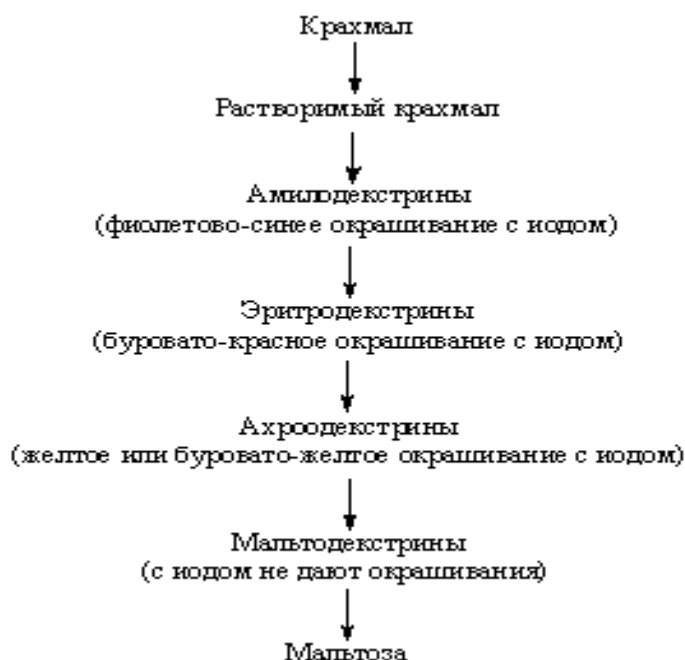 Крахмал
Растворимый крахмал
Амилодекстрины
(фиолетово-синее окрашивание с иодом)
Эритродекстрины
(буровато-красное окрашивание с иодом)
Ахроодекстрины
(желтое или буровато-желтое окрашивание с иодом)
Мальтодекстрины
(с иодом не дают окрашивания)
Мальтоза